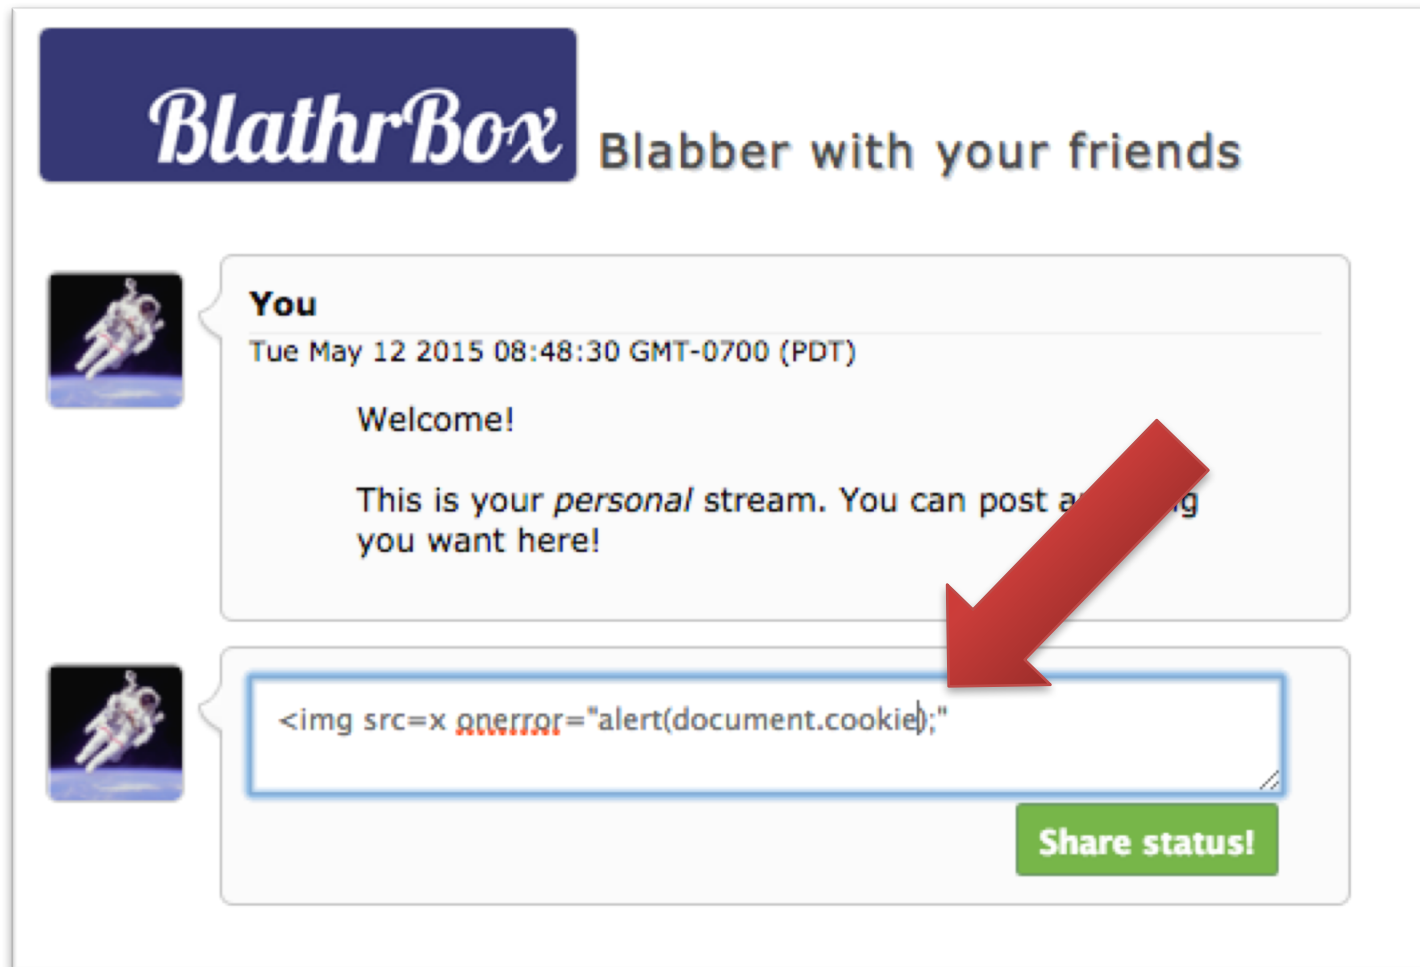 BlathrBox Blabber with your friends
You
Tue May 12 2015 08:48:30 GMT-0700 (PDT)
Welcome!
This is your personal stream. You can post
you want here!
<img src=x onerror="alert(document.cookie);"
Share status!